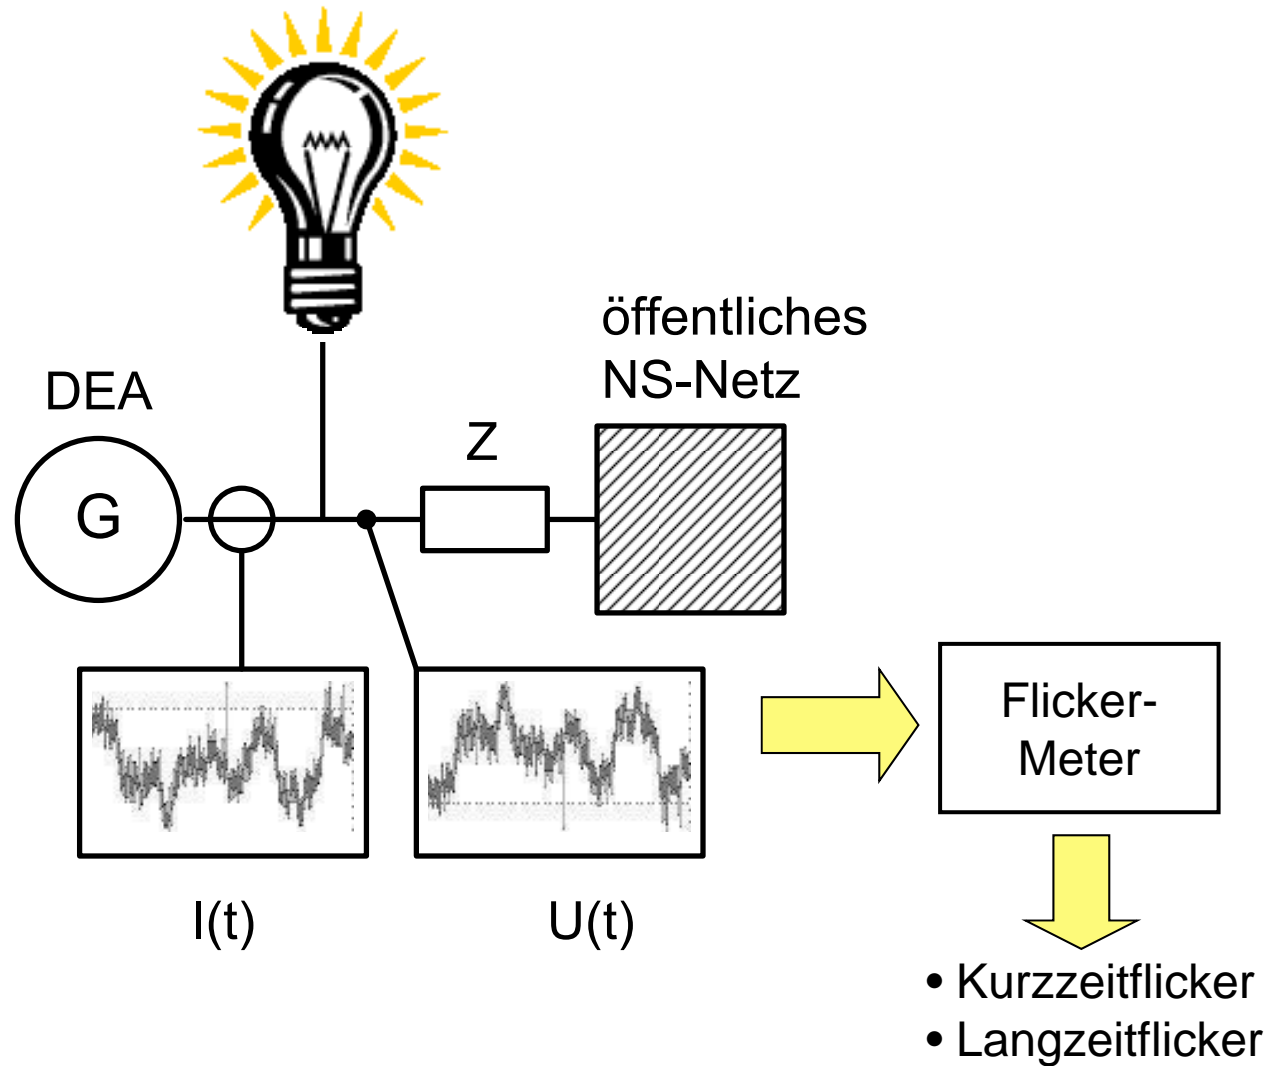 öffentliches
NS-Netz
DEA
Z
G
Flicker-
Meter
I(t)
U(t)
• Kurzzeitflicker
• Langzeitflicker